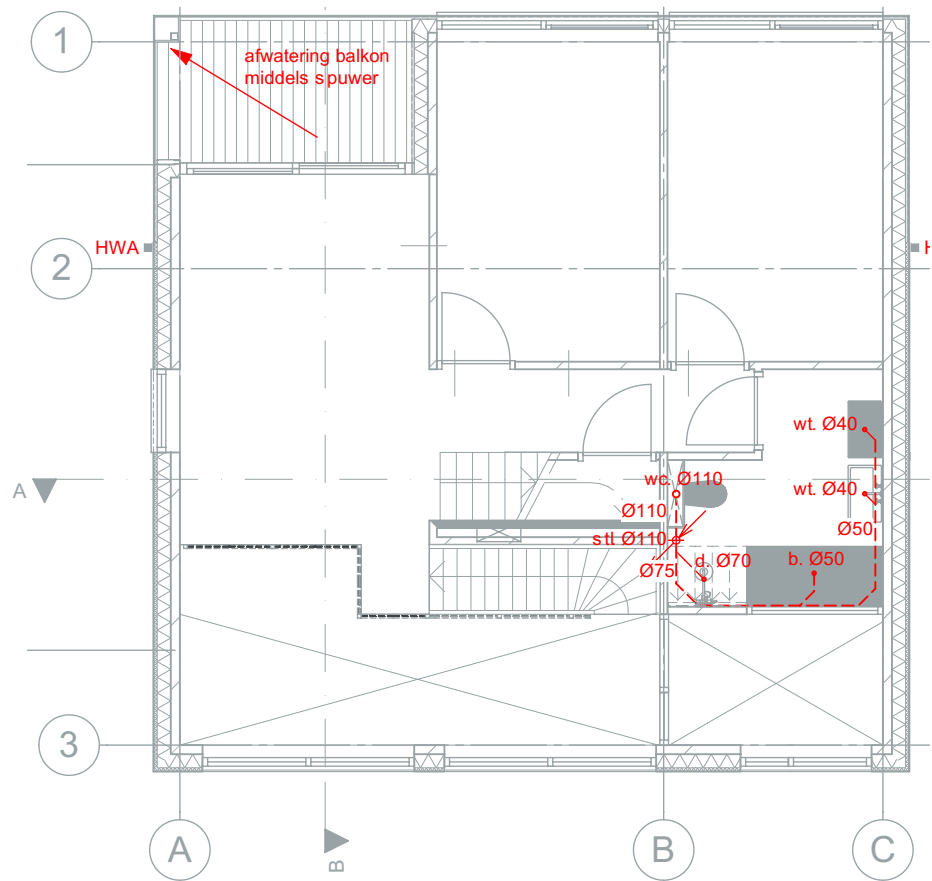 1
afwatering balkon
middels spuwer
HWA
H
2
wt. Ø40
wc. Ø110
A
wt. Ø40
Ø110
Ø50
stl Ø110
d. Ø70
b. Ø50
Ø75
3
A
B
B
C